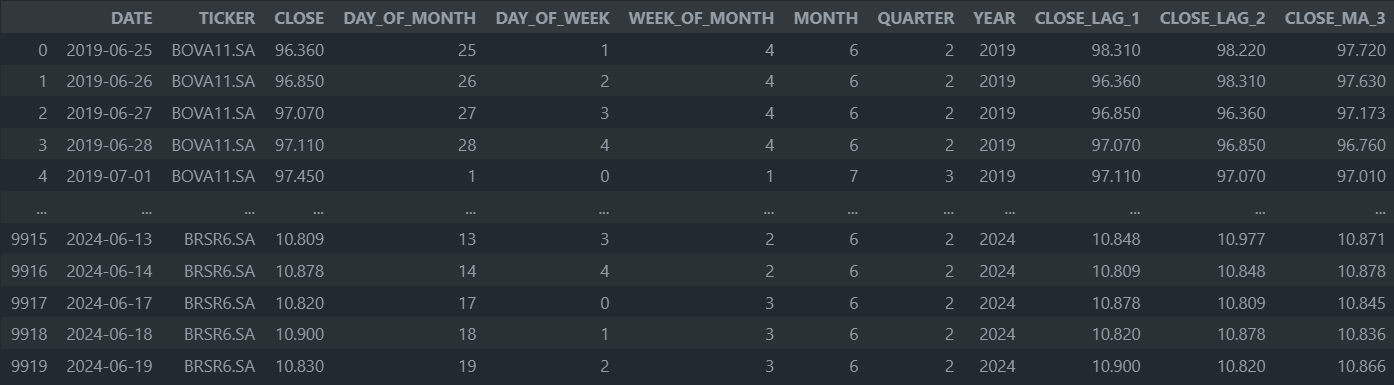 DATE TICKER CLOSE DAY_OF_MONTH DAY_OF_WEEK WEEK_OF_MONTH MONTH QUARTER YEAR CLOSE_LAG_1 CLOSE_LAG_2 CLOSE_MA_3
0 2019-06-25 BOVA11.SA 96.360 25 1 4 6 2 2019 98.310 98.220 97.720
1 2019-06-26 BOVA11.SA 96.850 26 2 4 6 2 2019 96.360 98.310 97.630
2 2019-06-27 BOVA11.SA 97.070 27 3 4 6 2 2019 96.850 96.360 97.173
3 2019-06-28 BOVA11.SA 97.110 28 4 4 6 2 2019 97.070 96.850 96.760
4 2019-07-01 BOVA11.SA 97.450 1 0 1 7 3 2019 97.110 97.070 97.010
... ... ... ... ... ... ... ... ... ... ... ... ...
9915 2024-06-13 BRSR6.SA 10.809 13 3 2 6 2 2024 10.848 10.977 10.871
9916 2024-06-14 BRSR6.SA 10.878 14 4 2 6 2 2024 10.809 10.848 10.878
9917 2024-06-17 BRSR6.SA 10.820 17 0 3 6 2 2024 10.878 10.809 10.845
9918 2024-06-18 BRSR6.SA 10.900 18 1 3 6 2 2024 10.820 10.878 10.836
9919 2024-06-19 BRSR6.SA 10.830 19 2 3 6 2 2024 10.900 10.820 10.866